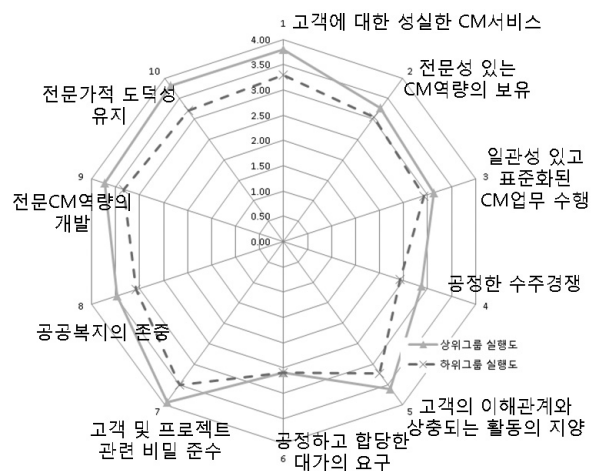 1 고객에 대한 성실한 CM서비스
4.00
3.50
3.00
2.50
2.00
1.50
1.00
0.50
0.00
2
전문성 있는
CM역량의 보유
3
일관성 있고
표준화된
CM업무 수행
4
공정한 수주경쟁
상위그룹 실행도
하위그룹 실행도
5
고객의 이해관계와
상충되는 활동의 지양
6
공정하고 합당한
대가의 요구
7
고객 및 프로젝트
관련 비밀 준수
8
공공복지의 존중
9
전문CM역량의
개발
10
전문가적 도덕성
유지